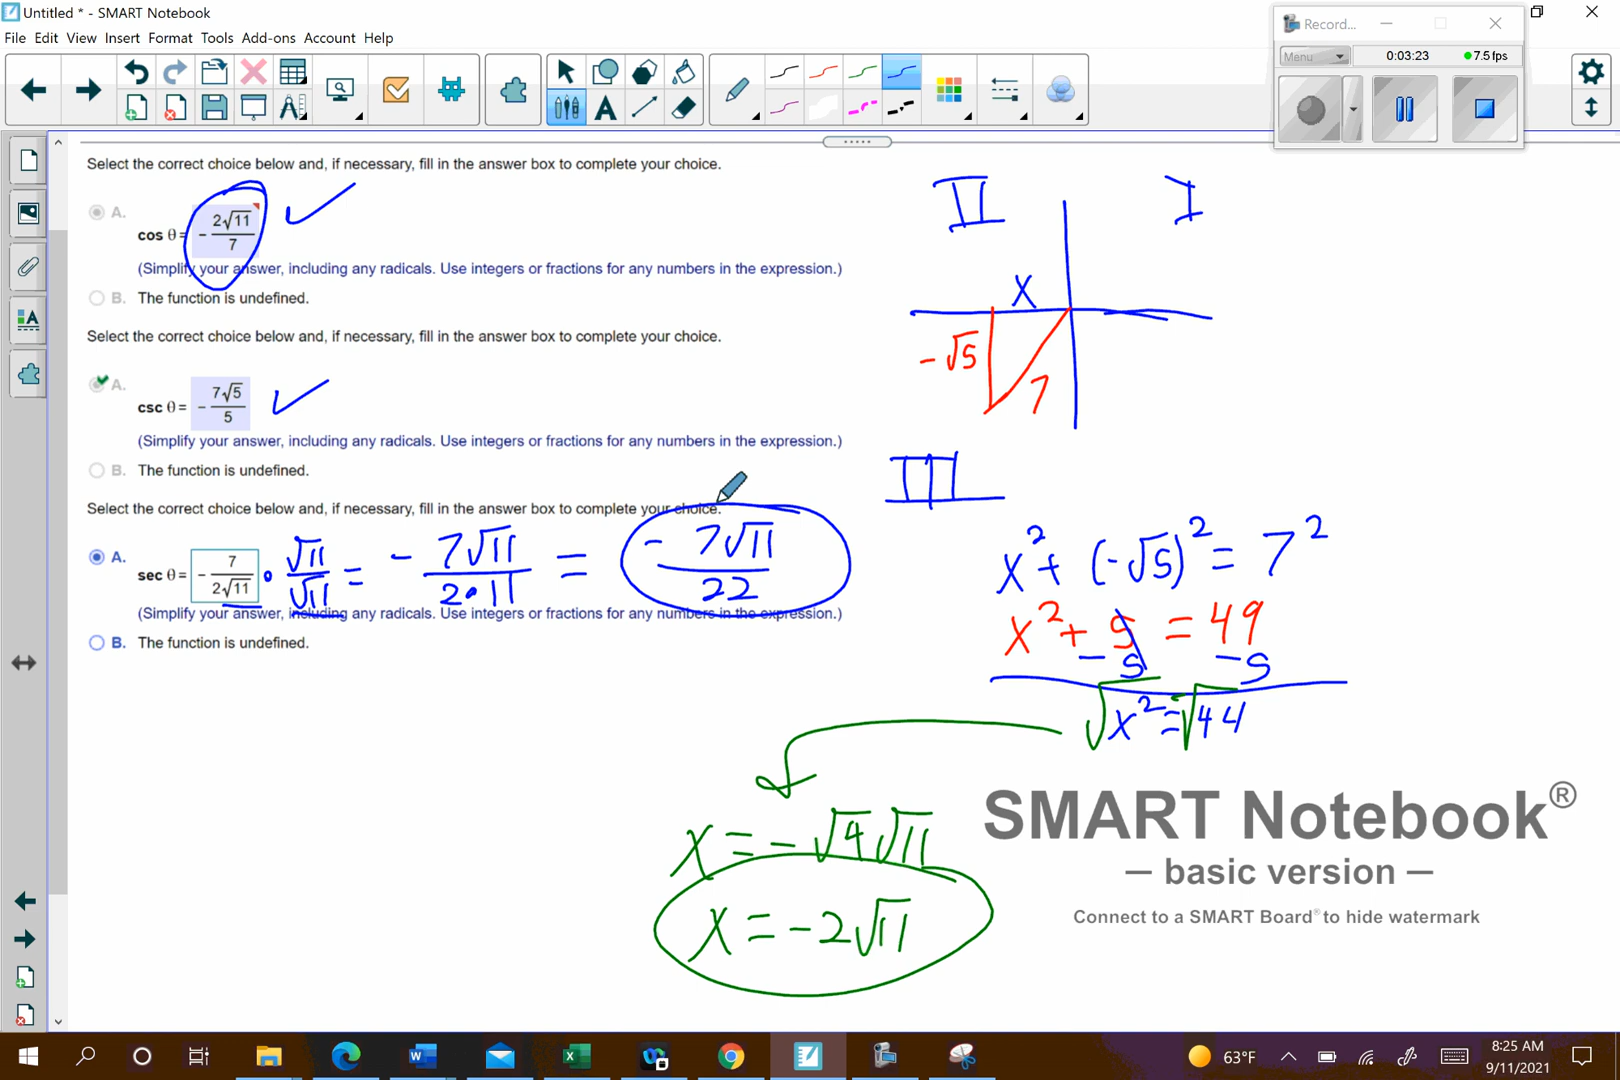 Untitled * - SMART Notebook
File Edit View Insert Format Tools Add-ons Account Help
Record...
Menu
0:03:23
7.5 fps
Select the correct choice below and, if necessary, fill in the answer box to complete your choice.
A.
cos θ = - 2√11 / 7
(Simplify your answer, including any radicals. Use integers or fractions for any numbers in the expression.)
B. The function is undefined.
Select the correct choice below and, if necessary, fill in the answer box to complete your choice.
A.
csc θ = - 7√5 / 5
(Simplify your answer, including any radicals. Use integers or fractions for any numbers in the expression.)
B. The function is undefined.
Select the correct choice below and, if necessary, fill in the answer box to complete your choice.
A.
sec θ = - 7 / 2√11 • √11 / √11 = - 7√11 / 2•11 = - 7√11 / 22
(Simplify your answer, including any radicals. Use integers or fractions for any numbers in the expression.)
B. The function is undefined.
II I
X
-√5
7
III
x² + (-√5)² = 7²
x² + 5 = 49
-5 -5
√x² = √44
x = -√4√11
x = -2√11
SMART Notebook®
— basic version —
Connect to a SMART Board® to hide watermark
63°F
8:25 AM
9/11/2021